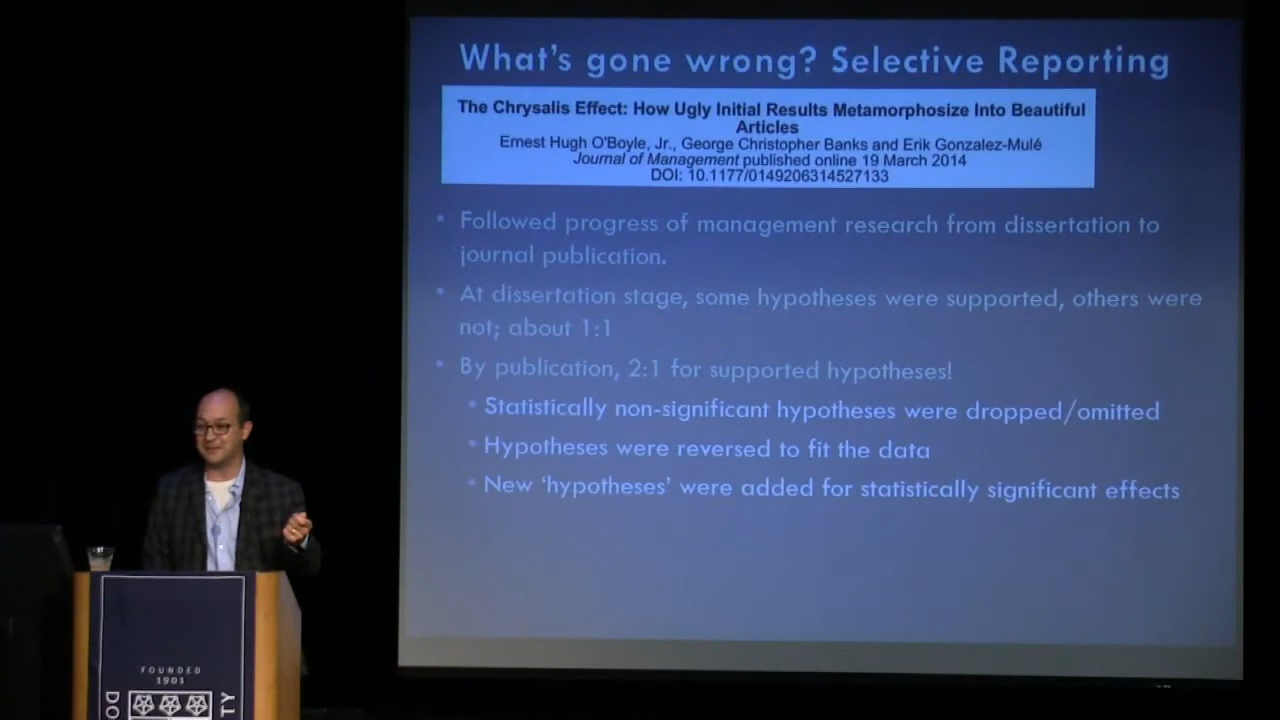 What's gone wrong? Selective Reporting
The Chrysalis Effect: How Ugly Initial Results Metamorphosize Into Beautiful
Articles
Ernest Hugh O'Boyle, Jr., George Christopher Banks and Erik Gonzalez-Mulé
Journal of Management published online 19 March 2014
DOI: 10.1177/0149206314527133
• Followed progress of management research from dissertation to
journal publication.
• At dissertation stage, some hypotheses were supported, others were
not; about 1:1
• By publication, 2:1 for supported hypotheses!
• Statistically non-significant hypotheses were dropped/omitted
• Hypotheses were reversed to fit the data
• New ‘hypotheses’ were added for statistically significant effects
FOUNDED
1901
DO
TY